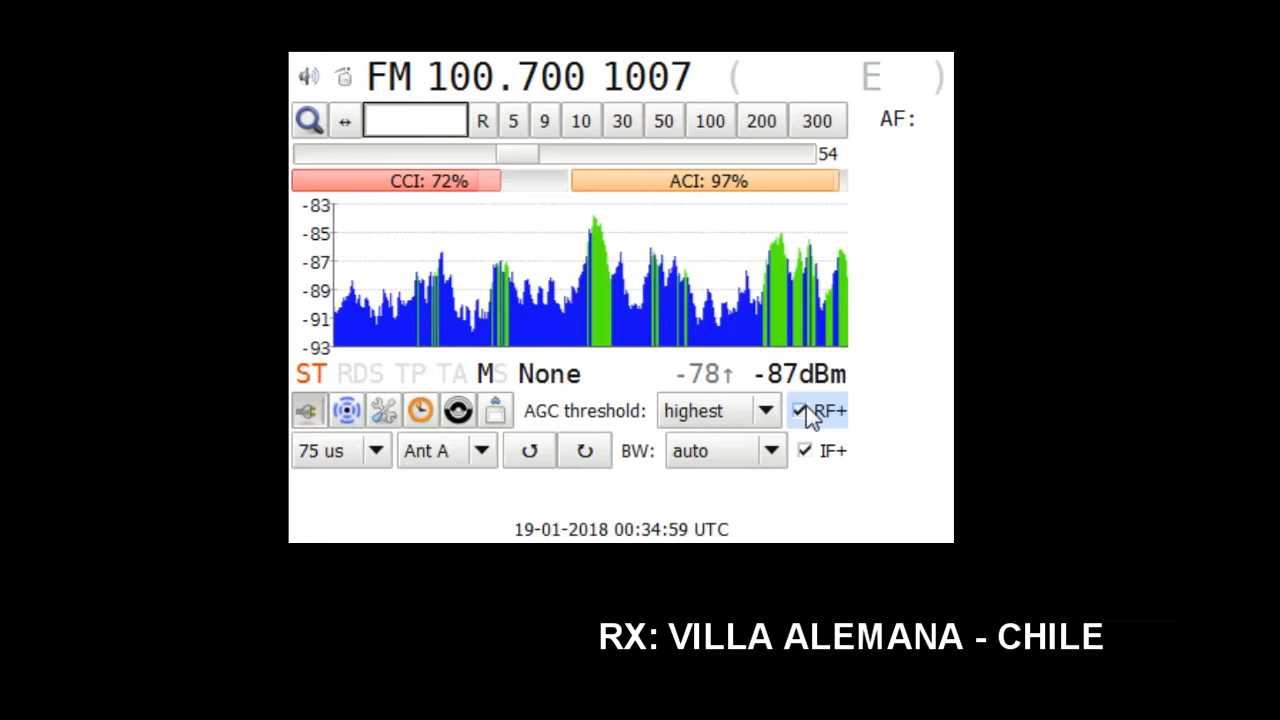 FM 100.700 1007 ( E )
R 5 9 10 30 50 100 200 300 AF:
54
CCI: 72% ACI: 97%
-83
-85
-87
-89
-91
-93
ST RDS TP TA MS None -78↑ -87dBm
AGC threshold: highest RF+
75 us Ant A ↺ ↻ BW: auto IF+
19-01-2018 00:34:59 UTC
RX: VILLA ALEMANA - CHILE